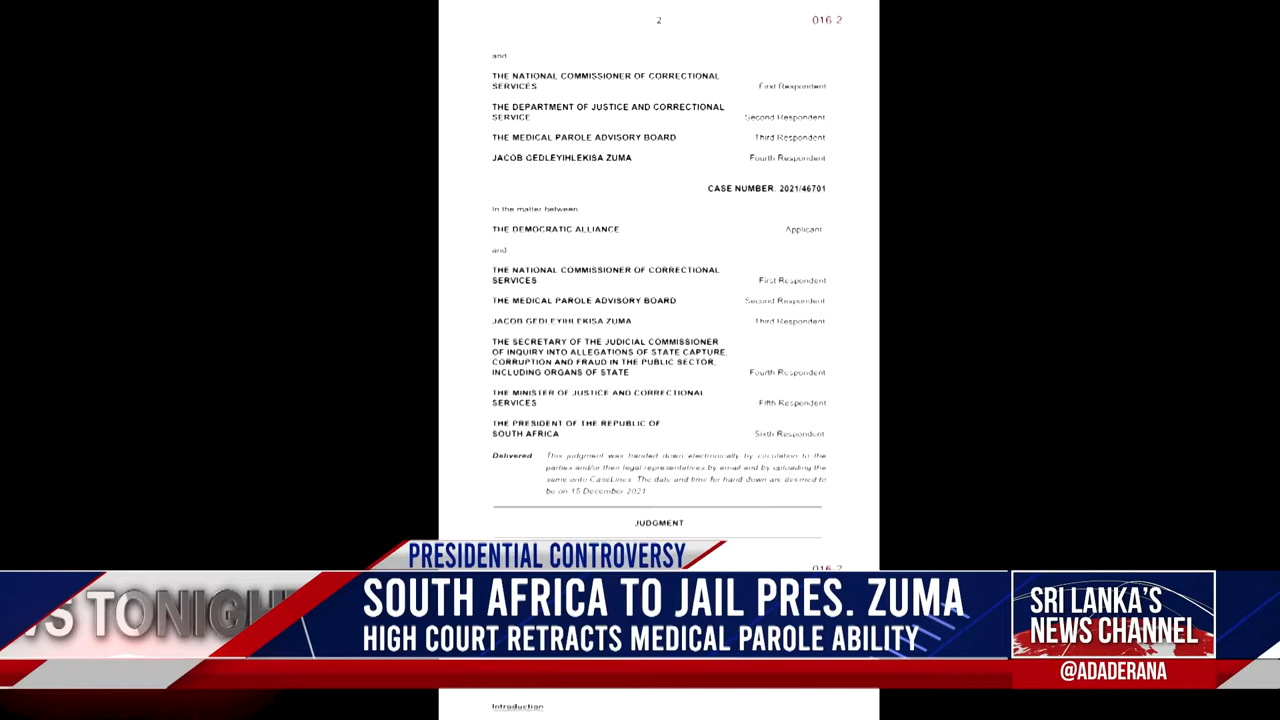 2
016-2
and
THE NATIONAL COMMISSIONER OF CORRECTIONAL
SERVICES First Respondent
THE DEPARTMENT OF JUSTICE AND CORRECTIONAL
SERVICE Second Respondent
THE MEDICAL PAROLE ADVISORY BOARD Third Respondent
JACOB GEDLEYIHLEKISA ZUMA Fourth Respondent
CASE NUMBER: 2021/46701
In the matter between
THE DEMOCRATIC ALLIANCE Applicant
and
THE NATIONAL COMMISSIONER OF CORRECTIONAL
SERVICES First Respondent
THE MEDICAL PAROLE ADVISORY BOARD Second Respondent
JACOB GEDLEYIHLEKISA ZUMA Third Respondent
THE SECRETARY OF THE JUDICIAL COMMISSIONER
OF INQUIRY INTO ALLEGATIONS OF STATE CAPTURE,
CORRUPTION AND FRAUD IN THE PUBLIC SECTOR,
INCLUDING ORGANS OF STATE Fourth Respondent
THE MINISTER OF JUSTICE AND CORRECTIONAL
SERVICES Fifth Respondent
THE PRESIDENT OF THE REPUBLIC OF
SOUTH AFRICA Sixth Respondent
Delivered This judgment was handed down electronically by circulation to the
parties and/or their legal representatives by email and by uploading the
same onto CaseLines. The date and time for hand down are deemed to
be on 15 December 2021
JUDGMENT
016-2
PRESIDENTIAL CONTROVERSY
SOUTH AFRICA TO JAIL PRES. ZUMA
HIGH COURT RETRACTS MEDICAL PAROLE ABILITY
S TONIGH
SRI LANKA'S
NEWS CHANNEL
@ADADERANA
Introduction